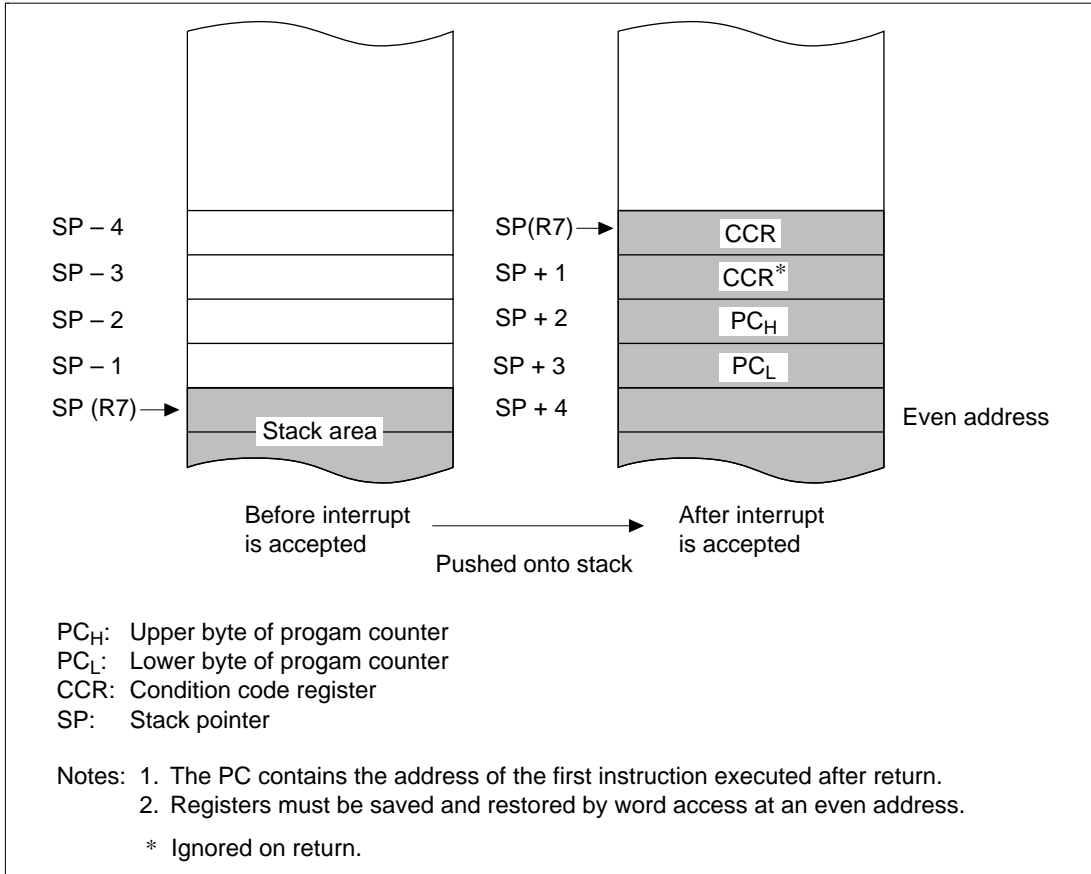 SP – 4
SP – 3
SP – 2
SP – 1
SP (R7)
Stack area
SP(R7)
SP + 1
SP + 2
SP + 3
SP + 4
CCR
CCR*
PCH
PCL
Even address
Before interrupt
is accepted
Pushed onto stack
After interrupt
is accepted
PCH: Upper byte of progam counter
PCL: Lower byte of progam counter
CCR: Condition code register
SP: Stack pointer
Notes: 1. The PC contains the address of the first instruction executed after return.
2. Registers must be saved and restored by word access at an even address.
* Ignored on return.